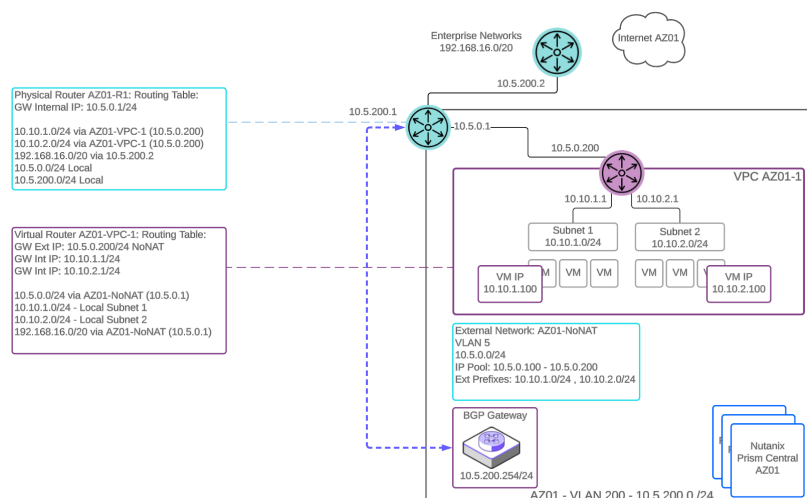 Enterprise Networks
192.168.16.0/20
Internet AZ01
10.5.200.2
Physical Router AZ01-R1: Routing Table:
GW Internal IP: 10.5.0.1/24
10.10.1.0/24 via AZ01-VPC-1 (10.5.0.200)
10.10.2.0/24 via AZ01-VPC-1 (10.5.0.200)
192.168.16.0/20 via 10.5.200.2
10.5.0.0/24 Local
10.5.200.0/24 Local
10.5.200.1
10.5.0.1
10.5.0.200
VPC AZ01-1
10.10.1.1
10.10.2.1
Subnet 1
10.10.1.0/24
Subnet 2
10.10.2.0/24
Virtual Router AZ01-VPC-1: Routing Table:
GW Ext IP: 10.5.0.200/24 NoNAT
GW Int IP: 10.10.1.1/24
GW Int IP: 10.10.2.1/24
10.5.0.0/24 via AZ01-NoNAT (10.5.0.1)
10.10.1.0/24 - Local Subnet 1
10.10.2.0/24 - Local Subnet 2
192.168.16.0/20 via AZ01-NoNAT (10.5.0.1)
VM IP
10.10.1.100
VM
VM
VM
VM
VM
VM IP
10.10.2.100
External Network: AZ01-NoNAT
VLAN 5
10.5.0.0/24
IP Pool: 10.5.0.100 - 10.5.0.200
Ext Prefixes: 10.10.1.0/24 , 10.10.2.0/24
BGP Gateway
10.5.200.254/24
Nutanix
Prism Central
AZ01
AZ01 - VLAN 200 - 10.5.200.0 /24